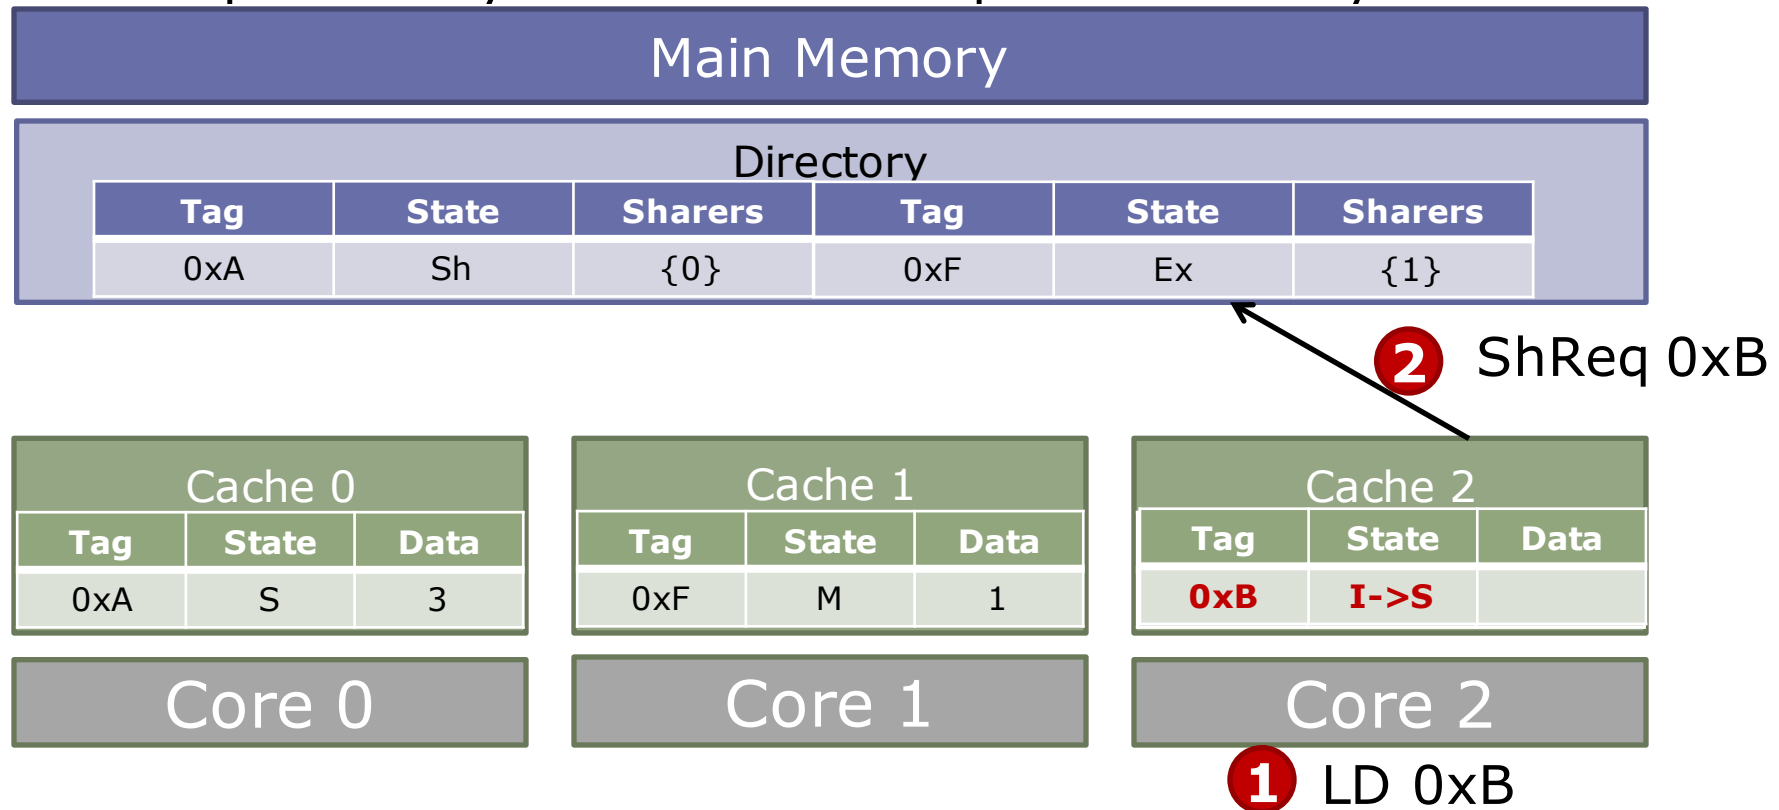 Main Memory
Directory
Tag State Sharers Tag State Sharers
0xA Sh {0} 0xF Ex {1}
2 ShReq 0xB
Cache 0 Cache 1 Cache 2
Tag State Data Tag State Data Tag State Data
0xA S 3 0xF M 1 0xB I->S
Core 0 Core 1 Core 2
1 LD 0xB